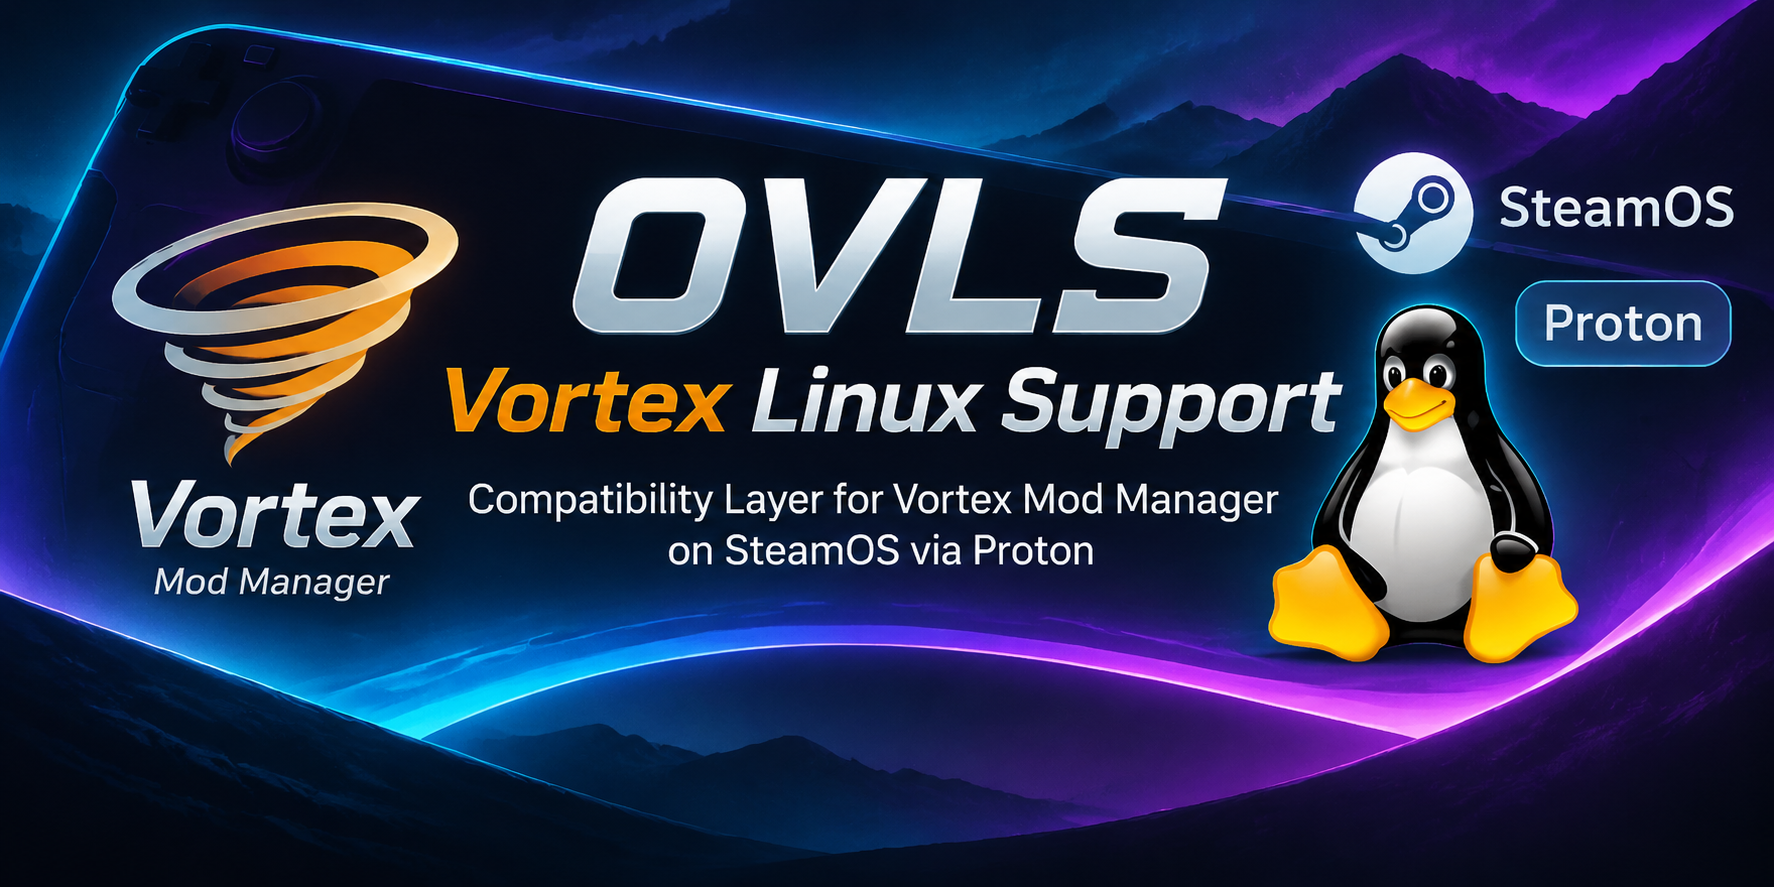 OVLS
Vortex Linux Support
Compatibility Layer for Vortex Mod Manager
on SteamOS via Proton
Vortex
Mod Manager
SteamOS
Proton